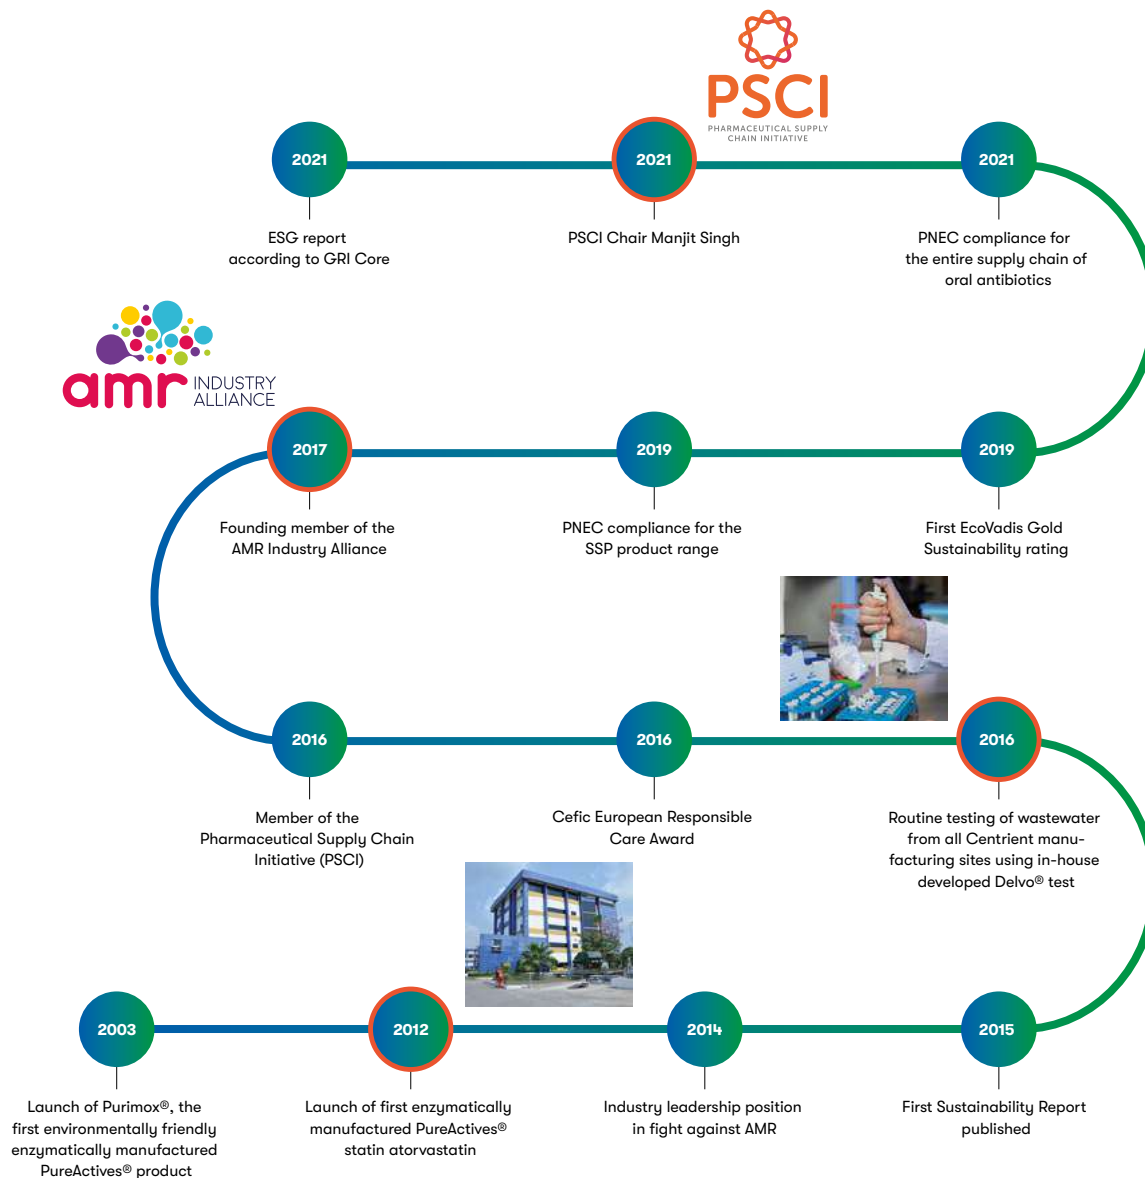 PSCI
PHARMACEUTICAL SUPPLY
CHAIN INITIATIVE
2021
2021
2021
ESG report
according to GRI Core
PSCI Chair Manjit Singh
PNEC compliance for
the entire supply chain of
oral antibiotics
amr INDUSTRY
ALLIANCE
2017
2019
2019
Founding member of the
AMR Industry Alliance
PNEC compliance for the
SSP product range
First EcoVadis Gold
Sustainability rating
2016
2016
2016
Member of the
Pharmaceutical Supply Chain
Initiative (PSCI)
Cefic European Responsible
Care Award
Routine testing of wastewater
from all Centrient manu-
facturing sites using in-house
developed Delvo® test
2003
2012
2014
2015
Launch of Purimox®, the
first environmentally friendly
enzymatically manufactured
PureActives® product
Launch of first enzymatically
manufactured PureActives®
statin atorvastatin
Industry leadership position
in fight against AMR
First Sustainability Report
published